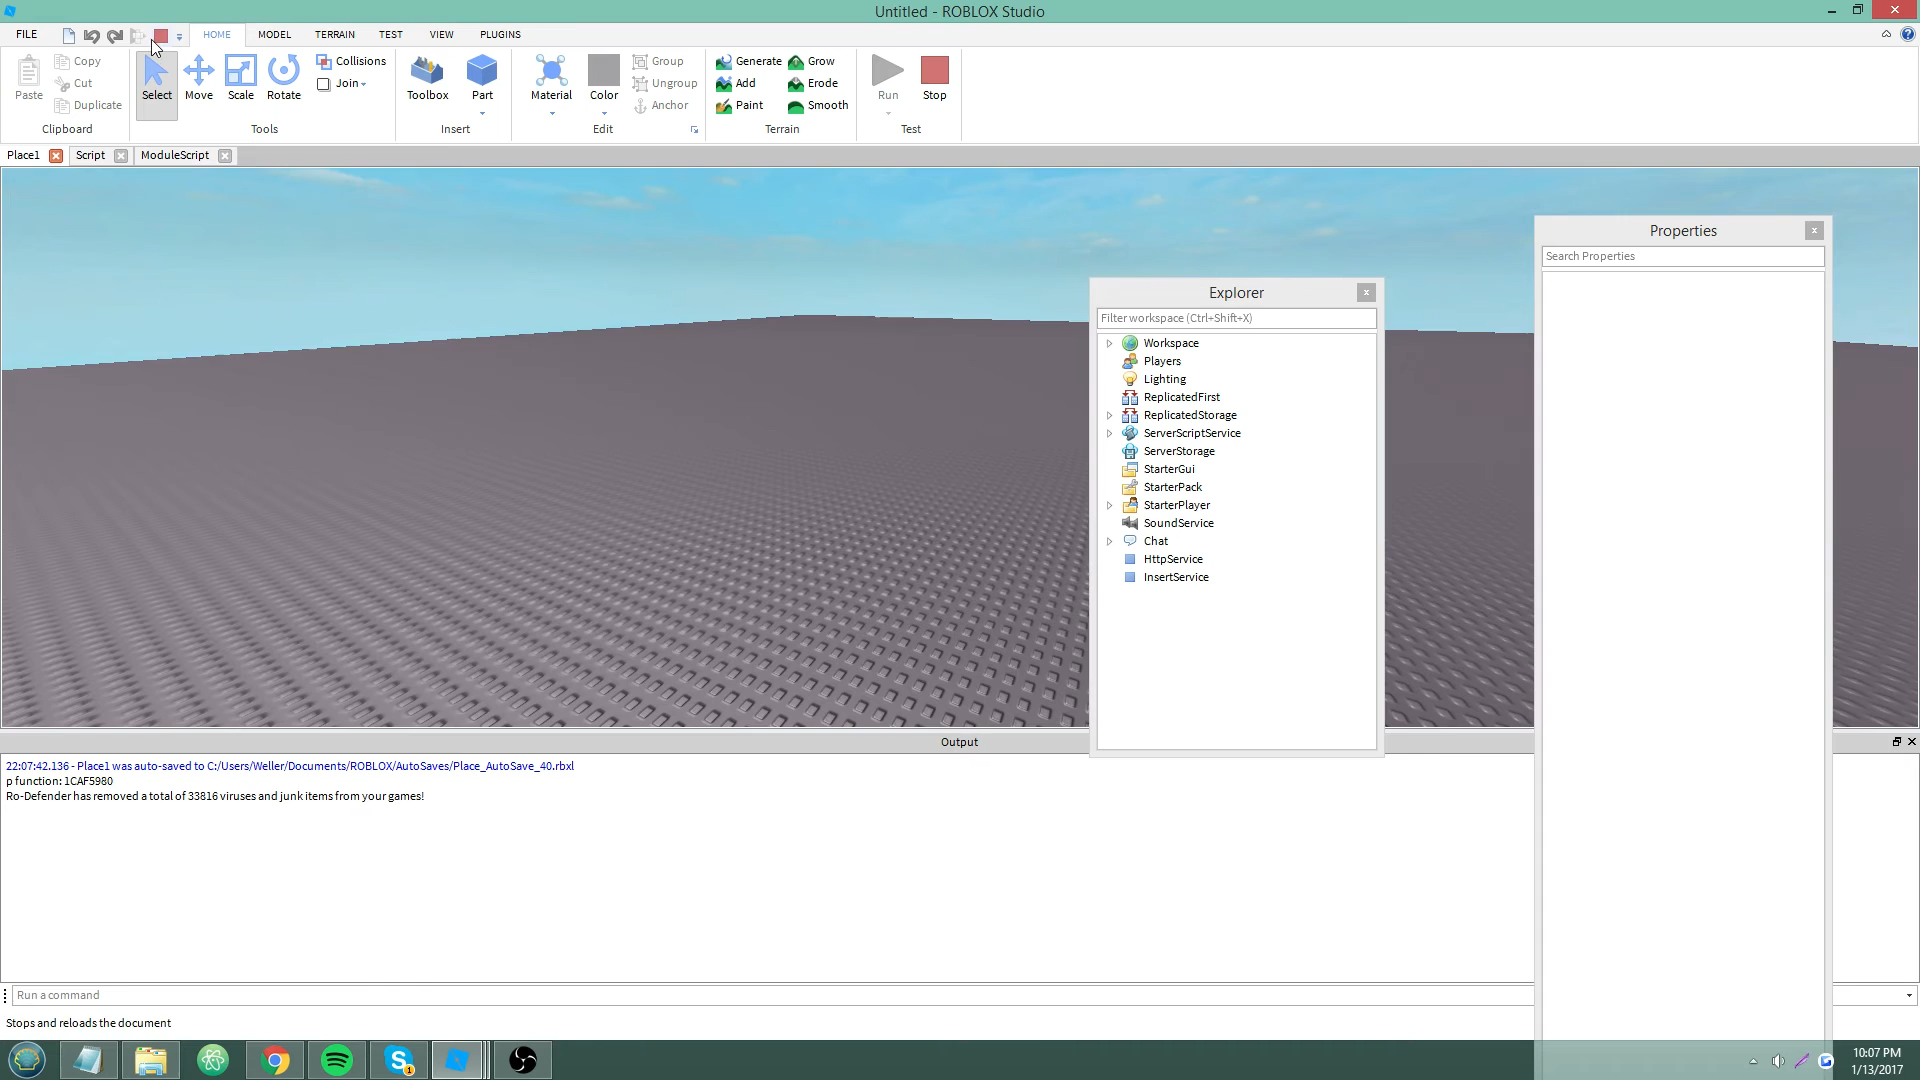 Untitled - ROBLOX Studio
FILE
HOME
MODEL
TERRAIN
TEST
VIEW
PLUGINS
Paste
Copy
Cut
Duplicate
Clipboard
Select
Move
Scale
Rotate
Collisions
Join
Tools
Toolbox
Part
Insert
Material
Color
Group
Ungroup
Anchor
Edit
Generate
Grow
Add
Erode
Paint
Smooth
Terrain
Run
Stop
Test
Place1
Script
ModuleScript
Properties
Search Properties
Explorer
Filter workspace (Ctrl+Shift+X)
Workspace
Players
Lighting
ReplicatedFirst
ReplicatedStorage
ServerScriptService
ServerStorage
StarterGui
StarterPack
StarterPlayer
SoundService
Chat
HttpService
InsertService
Output
22:07:42.136 - Place1 was auto-saved to C:/Users/Weller/Documents/ROBLOX/AutoSaves/Place_AutoSave_40.rbxl
p function: 1CAF5980
Ro-Defender has removed a total of 33816 viruses and junk items from your games!
Run a command
Stops and reloads the document
10:07 PM
1/13/2017